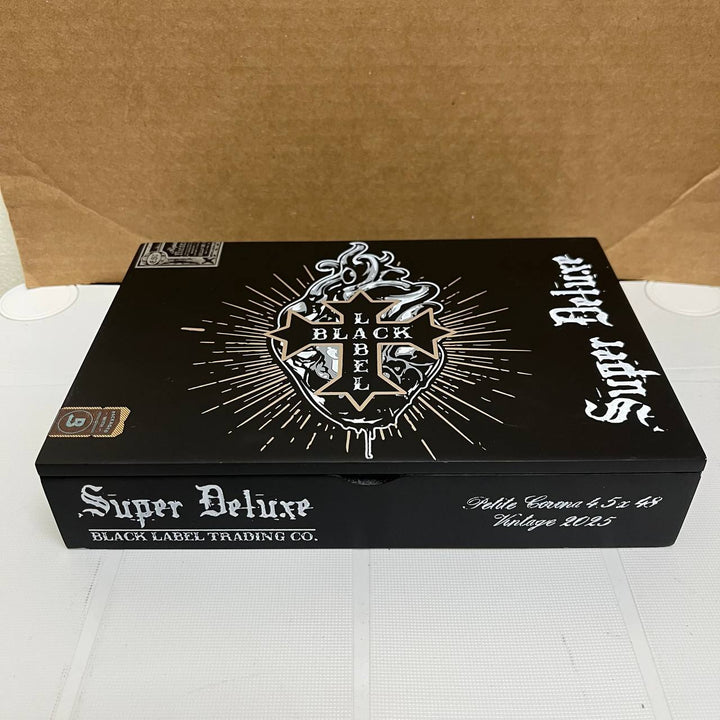 LABEL
BLACK
Super Deluxe
Super Deluxe
BLACK LABEL TRADING CO.
Petite Corona 4.5 x 48
Vintage 2025